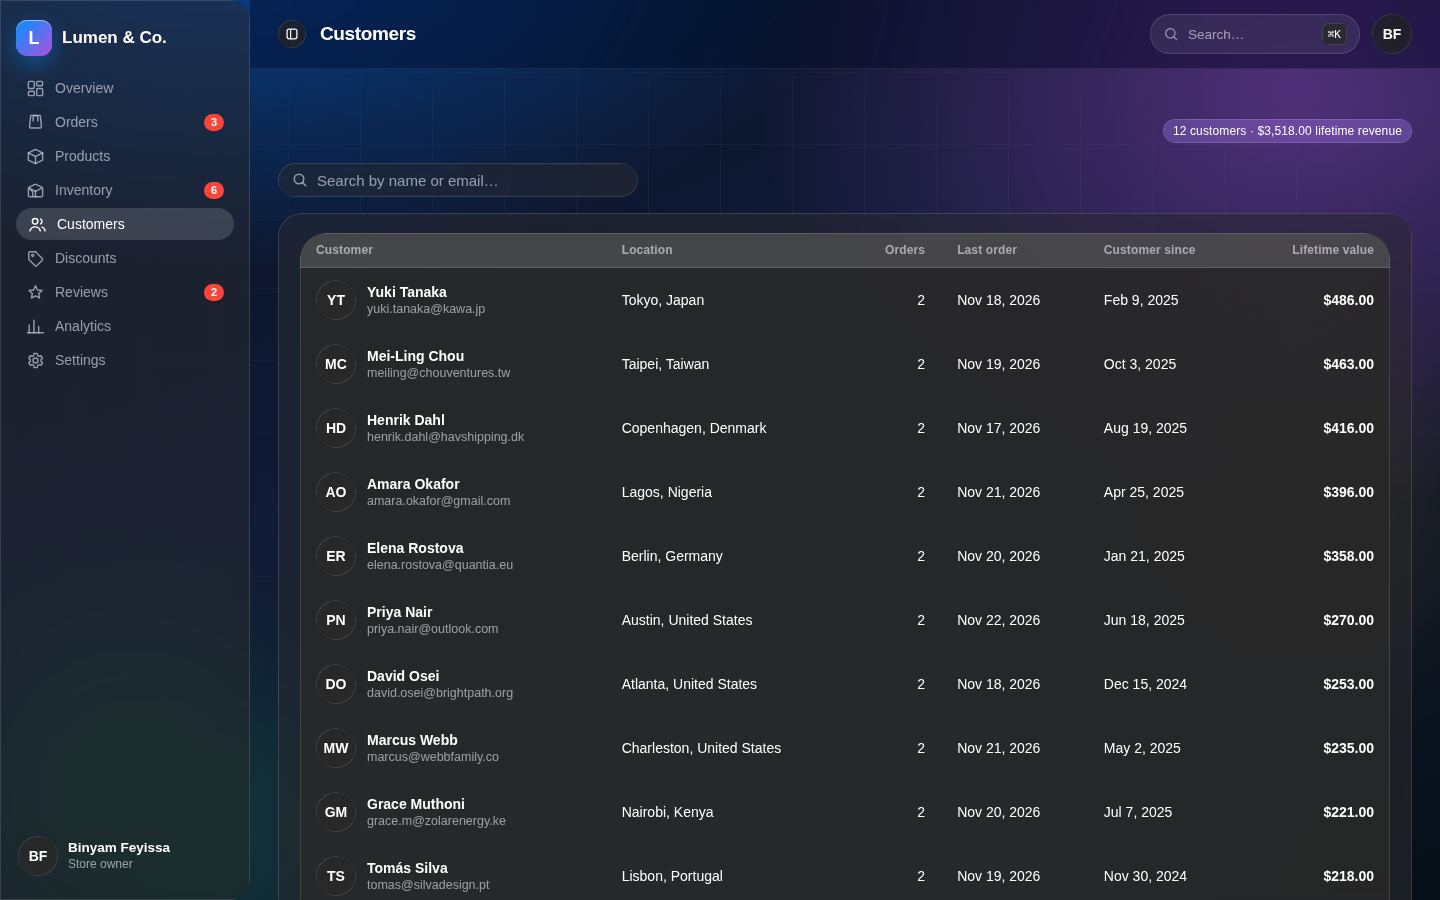 L Lumen & Co.
Overview
Orders 3
Products
Inventory 6
Customers
Discounts
Reviews 2
Analytics
Settings
BF Binyam Feyissa
Store owner
Customers
Search… ⌘K BF
12 customers · $3,518.00 lifetime revenue
Search by name or email…
Customer Location Orders Last order Customer since Lifetime value
YT Yuki Tanaka Tokyo, Japan 2 Nov 18, 2026 Feb 9, 2025 $486.00
yuki.tanaka@kawa.jp
MC Mei-Ling Chou Taipei, Taiwan 2 Nov 19, 2026 Oct 3, 2025 $463.00
meiling@chouventures.tw
HD Henrik Dahl Copenhagen, Denmark 2 Nov 17, 2026 Aug 19, 2025 $416.00
henrik.dahl@havshipping.dk
AO Amara Okafor Lagos, Nigeria 2 Nov 21, 2026 Apr 25, 2025 $396.00
amara.okafor@gmail.com
ER Elena Rostova Berlin, Germany 2 Nov 20, 2026 Jan 21, 2025 $358.00
elena.rostova@quantia.eu
PN Priya Nair Austin, United States 2 Nov 22, 2026 Jun 18, 2025 $270.00
priya.nair@outlook.com
DO David Osei Atlanta, United States 2 Nov 18, 2026 Dec 15, 2024 $253.00
david.osei@brightpath.org
MW Marcus Webb Charleston, United States 2 Nov 21, 2026 May 2, 2025 $235.00
marcus@webbfamily.co
GM Grace Muthoni Nairobi, Kenya 2 Nov 20, 2026 Jul 7, 2025 $221.00
grace.m@zolarenergy.ke
TS Tomás Silva Lisbon, Portugal 2 Nov 19, 2026 Nov 30, 2024 $218.00
tomas@silvadesign.pt